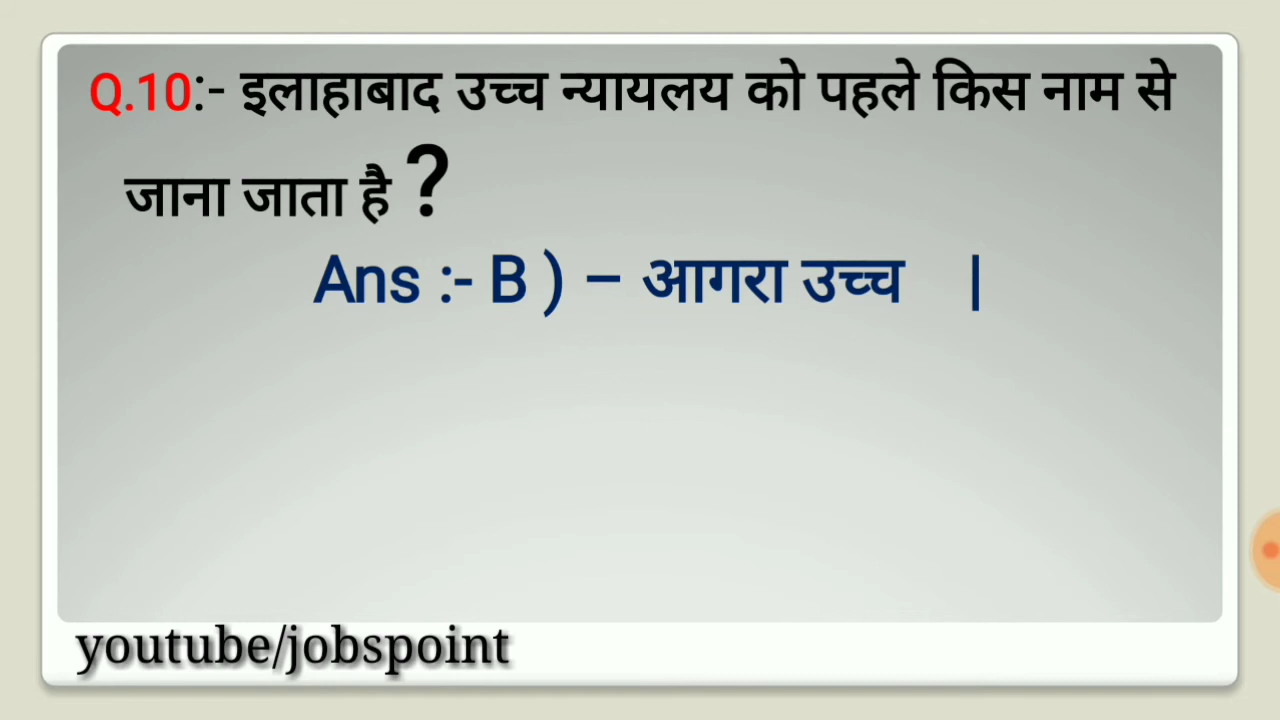 Q.10:- इलाहाबाद उच्च न्यायलय को पहले किस नाम से
जाना जाता है ?
Ans :- B ) – आगरा उच्च |
youtube/jobspoint